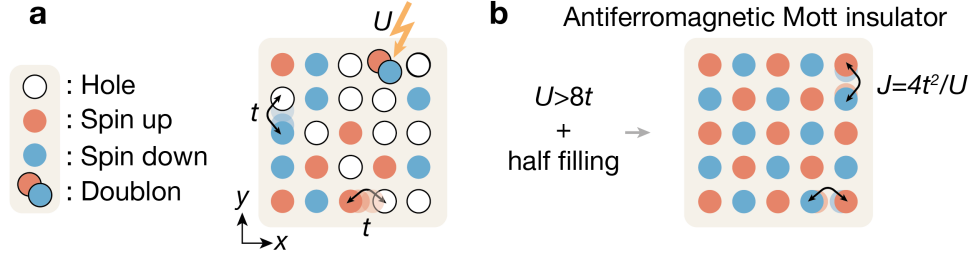 a
: Hole
: Spin up
: Spin down
: Doublon
U
t
t
y
x
b
Antiferromagnetic Mott insulator
U>8t
+
half filling
J=4t²/U